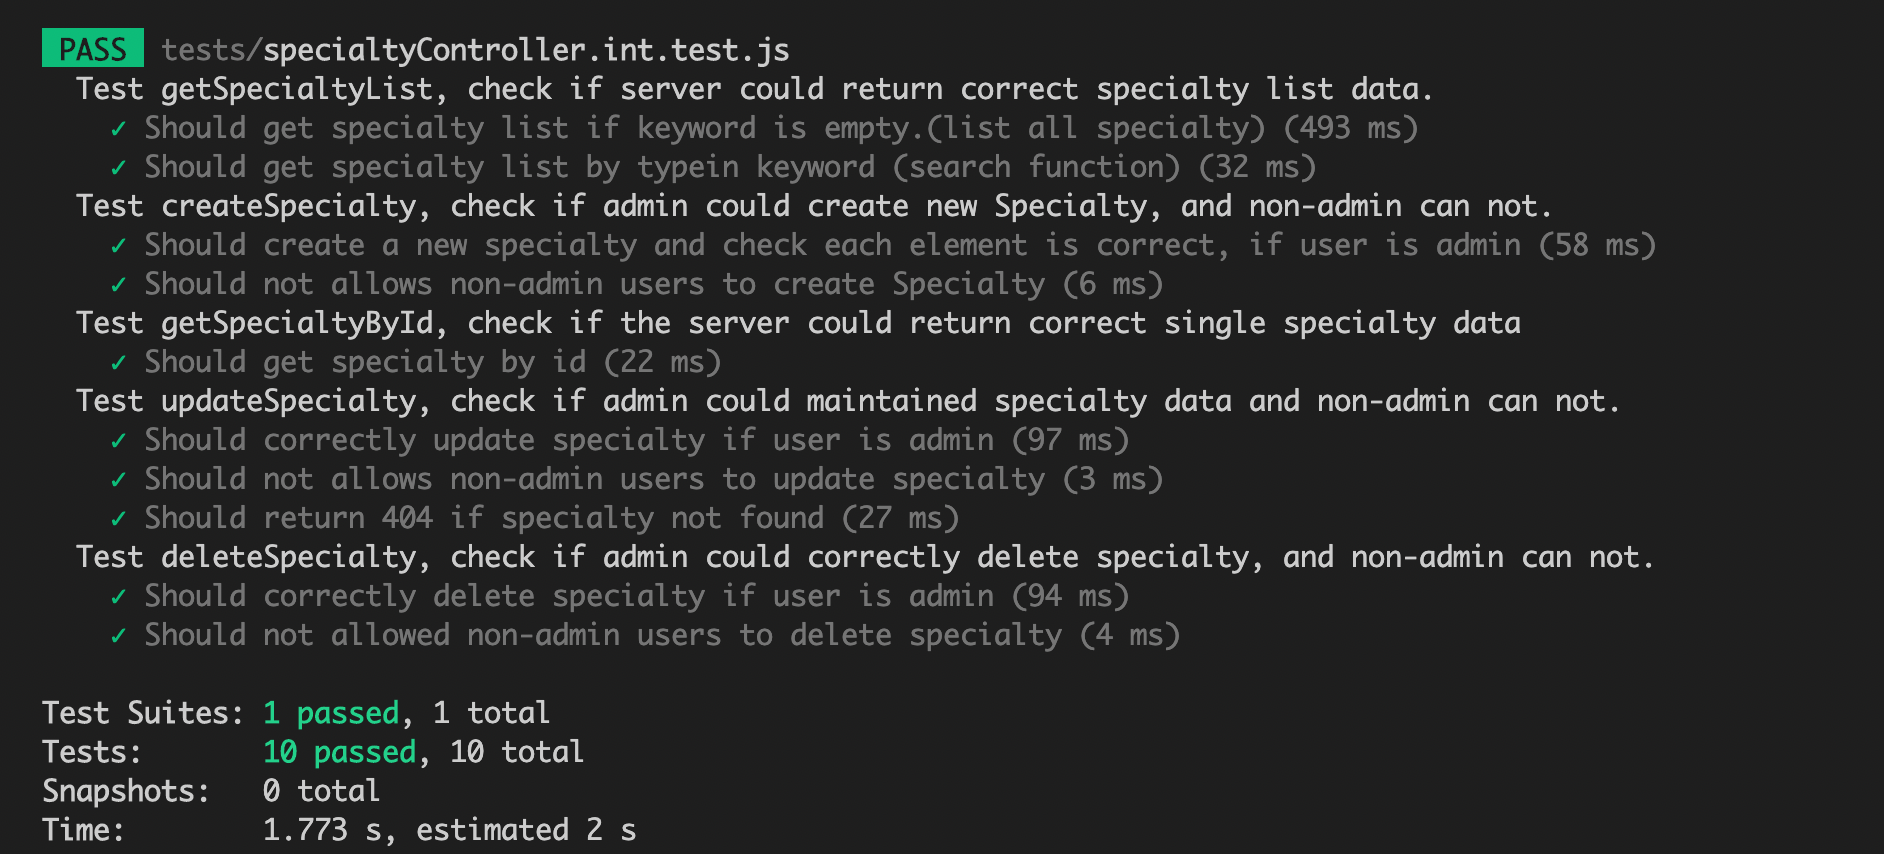 PASS tests/specialtyController.int.test.js
Test getSpecialtyList, check if server could return correct specialty list data.
✓ Should get specialty list if keyword is empty.(list all specialty) (493 ms)
✓ Should get specialty list by typein keyword (search function) (32 ms)
Test createSpecialty, check if admin could create new Specialty, and non-admin can not.
✓ Should create a new specialty and check each element is correct, if user is admin (58 ms)
✓ Should not allows non-admin users to create Specialty (6 ms)
Test getSpecialtyById, check if the server could return correct single specialty data
✓ Should get specialty by id (22 ms)
Test updateSpecialty, check if admin could maintained specialty data and non-admin can not.
✓ Should correctly update specialty if user is admin (97 ms)
✓ Should not allows non-admin users to update specialty (3 ms)
✓ Should return 404 if specialty not found (27 ms)
Test deleteSpecialty, check if admin could correctly delete specialty, and non-admin can not.
✓ Should correctly delete specialty if user is admin (94 ms)
✓ Should not allowed non-admin users to delete specialty (4 ms)
Test Suites: 1 passed, 1 total
Tests: 10 passed, 10 total
Snapshots: 0 total
Time: 1.773 s, estimated 2 s